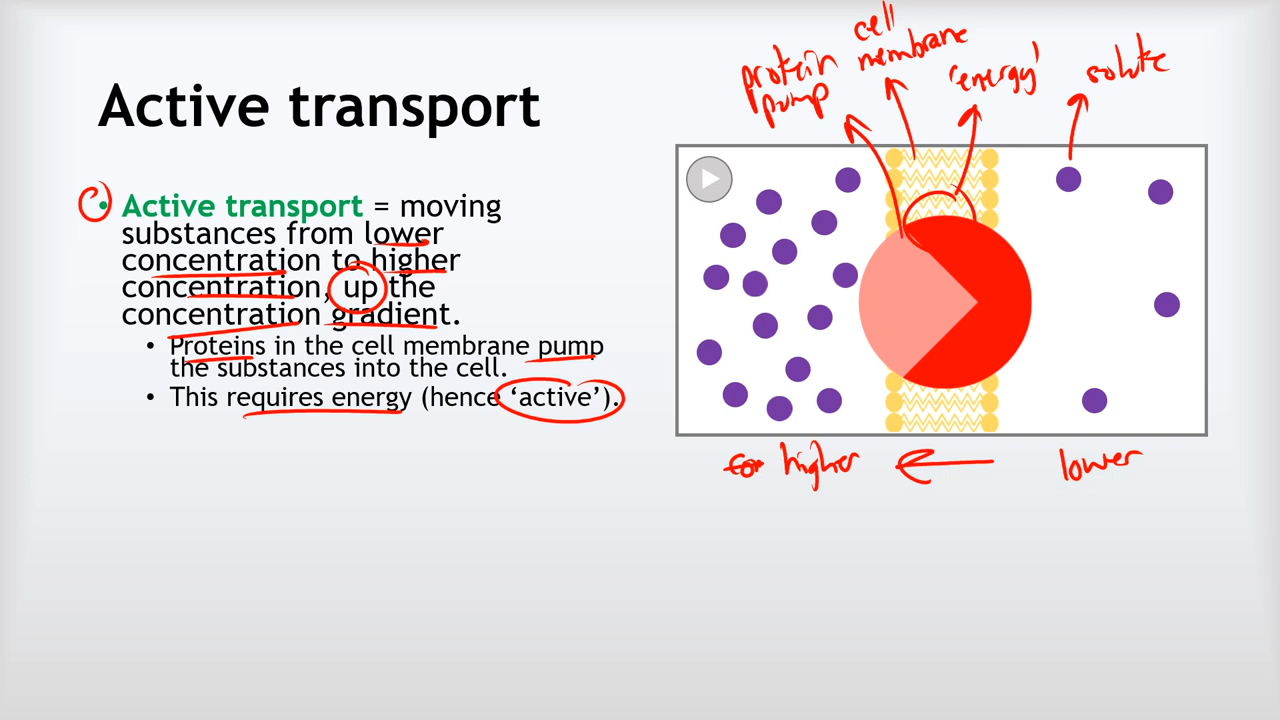 Active transport
• Active transport = moving
substances from lower
concentration to higher
concentration, up the
concentration gradient.
• Proteins in the cell membrane pump
the substances into the cell.
• This requires energy (hence ‘active’).
protein
pump
cell
membrane
'energy'
solute
higher
lower